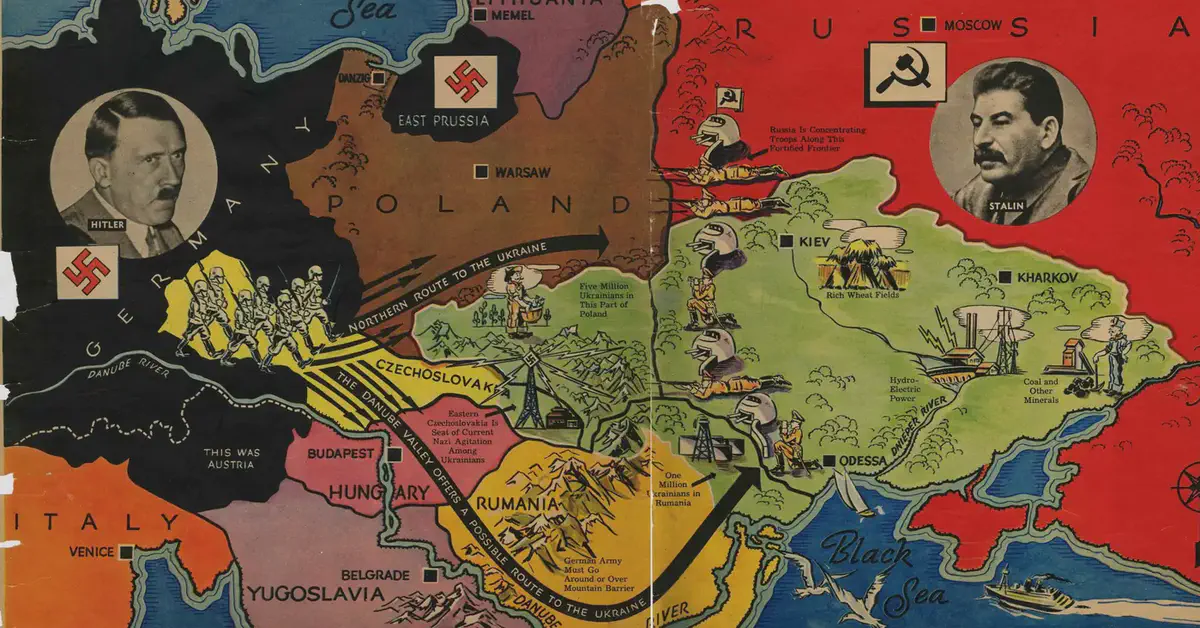 Sea
LITHUANIA
MEMEL
DANZIG
EAST PRUSSIA
RUSSIA
MOSCOW
HITLER
STALIN
GERMANY
WARSAW
POLAND
Russia Is Concentrating
Troops Along This
Fortified Frontier
NORTHERN ROUTE TO THE UKRAINE
KIEV
Rich Wheat Fields
KHARKOV
Five Million
Ukrainians in
This Part of
Poland
DANUBE RIVER
CZECHOSLOVAK
Hydro-
Electric
Power
Coal and
Other
Minerals
DNIEPER RIVER
THE DANUBE VALLEY OFFERS A POSSIBLE ROUTE TO THE UKRAINE
Eastern
Czechoslovakia Is
Seat of Current
Nazi Agitation
Among
Ukrainians
THIS WAS
AUSTRIA
BUDAPEST
HUNGARY
RUMANIA
One
Million
Ukrainians in
Rumania
ODESSA
ITALY
VENICE
BELGRADE
YUGOSLAVIA
German Army
Must Go
Around or Over
Mountain Barrier
DANUBE
RIVER
Black
Sea